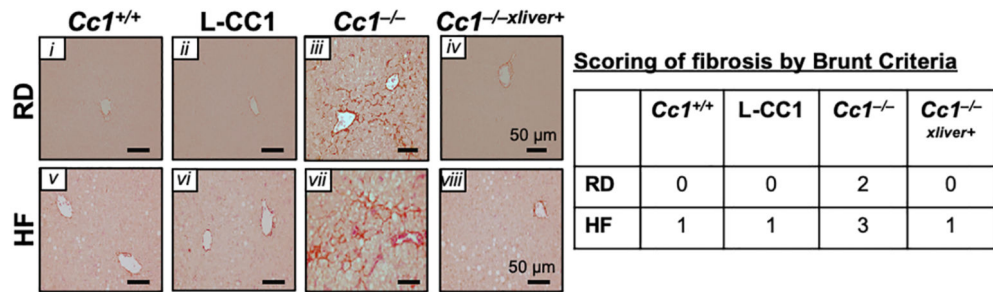 Cc1+/+ L-CC1 Cc1–/– Cc1–/–xliver+
RD i ii iii iv
50 µm
HF v vi vii viii
50 µm
Scoring of fibrosis by Brunt Criteria
Cc1+/+ L-CC1 Cc1–/– Cc1–/– xliver+
RD 0 0 2 0
HF 1 1 3 1